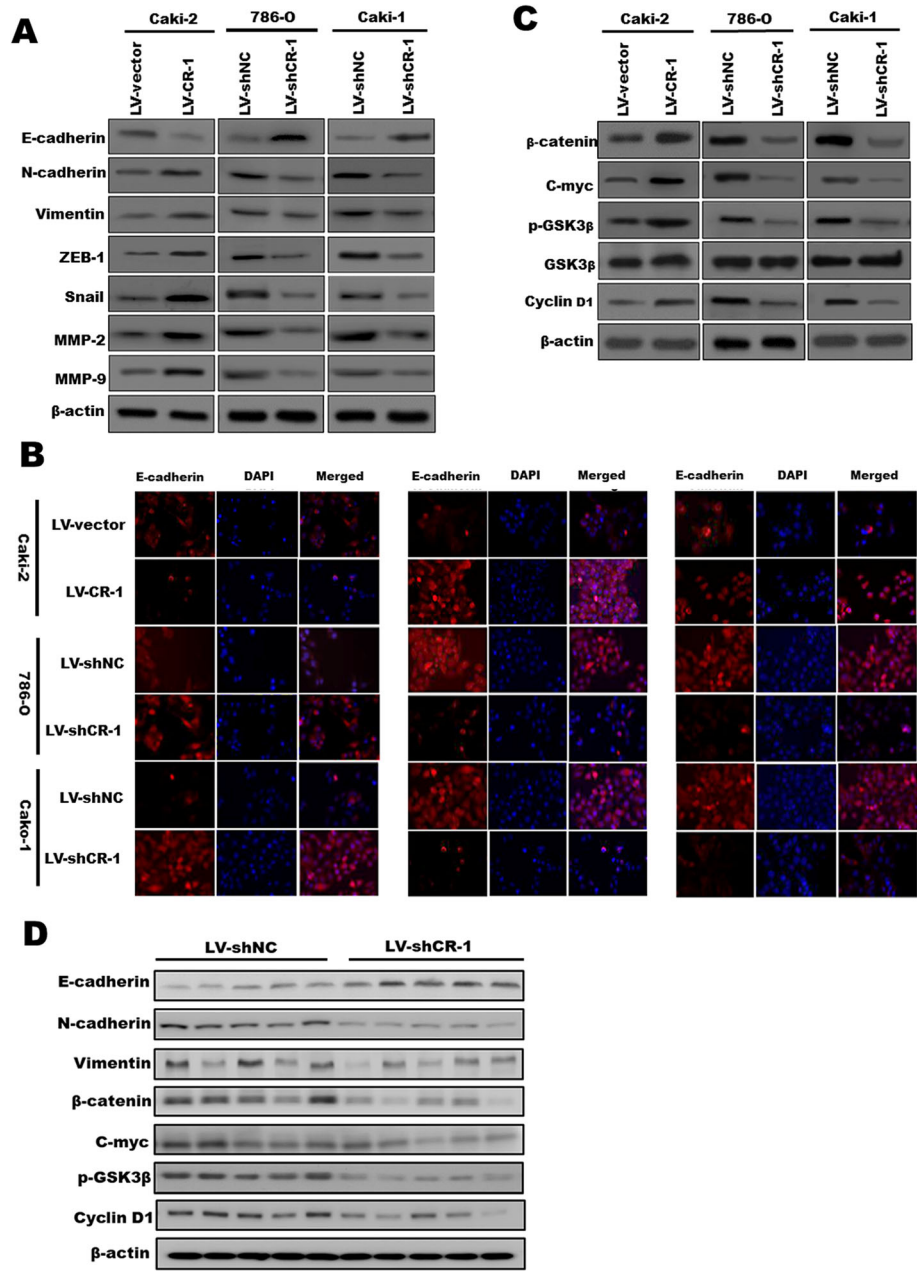 A
Caki-2 786-O Caki-1
LV-vector LV-CR-1 LV-shNC LV-shCR-1 LV-shNC LV-shCR-1
E-cadherin
N-cadherin
Vimentin
ZEB-1
Snail
MMP-2
MMP-9
β-actin
C
Caki-2 786-O Caki-1
LV-vector LV-CR-1 LV-shNC LV-shCR-1 LV-shNC LV-shCR-1
β-catenin
C-myc
p-GSK3β
GSK3β
Cyclin D1
β-actin
B
E-cadherin DAPI Merged E-cadherin DAPI Merged E-cadherin DAPI Merged
Caki-2
LV-vector
LV-CR-1
786-O
LV-shNC
LV-shCR-1
Cako-1
LV-shNC
LV-shCR-1
D
LV-shNC LV-shCR-1
E-cadherin
N-cadherin
Vimentin
β-catenin
C-myc
p-GSK3β
Cyclin D1
β-actin